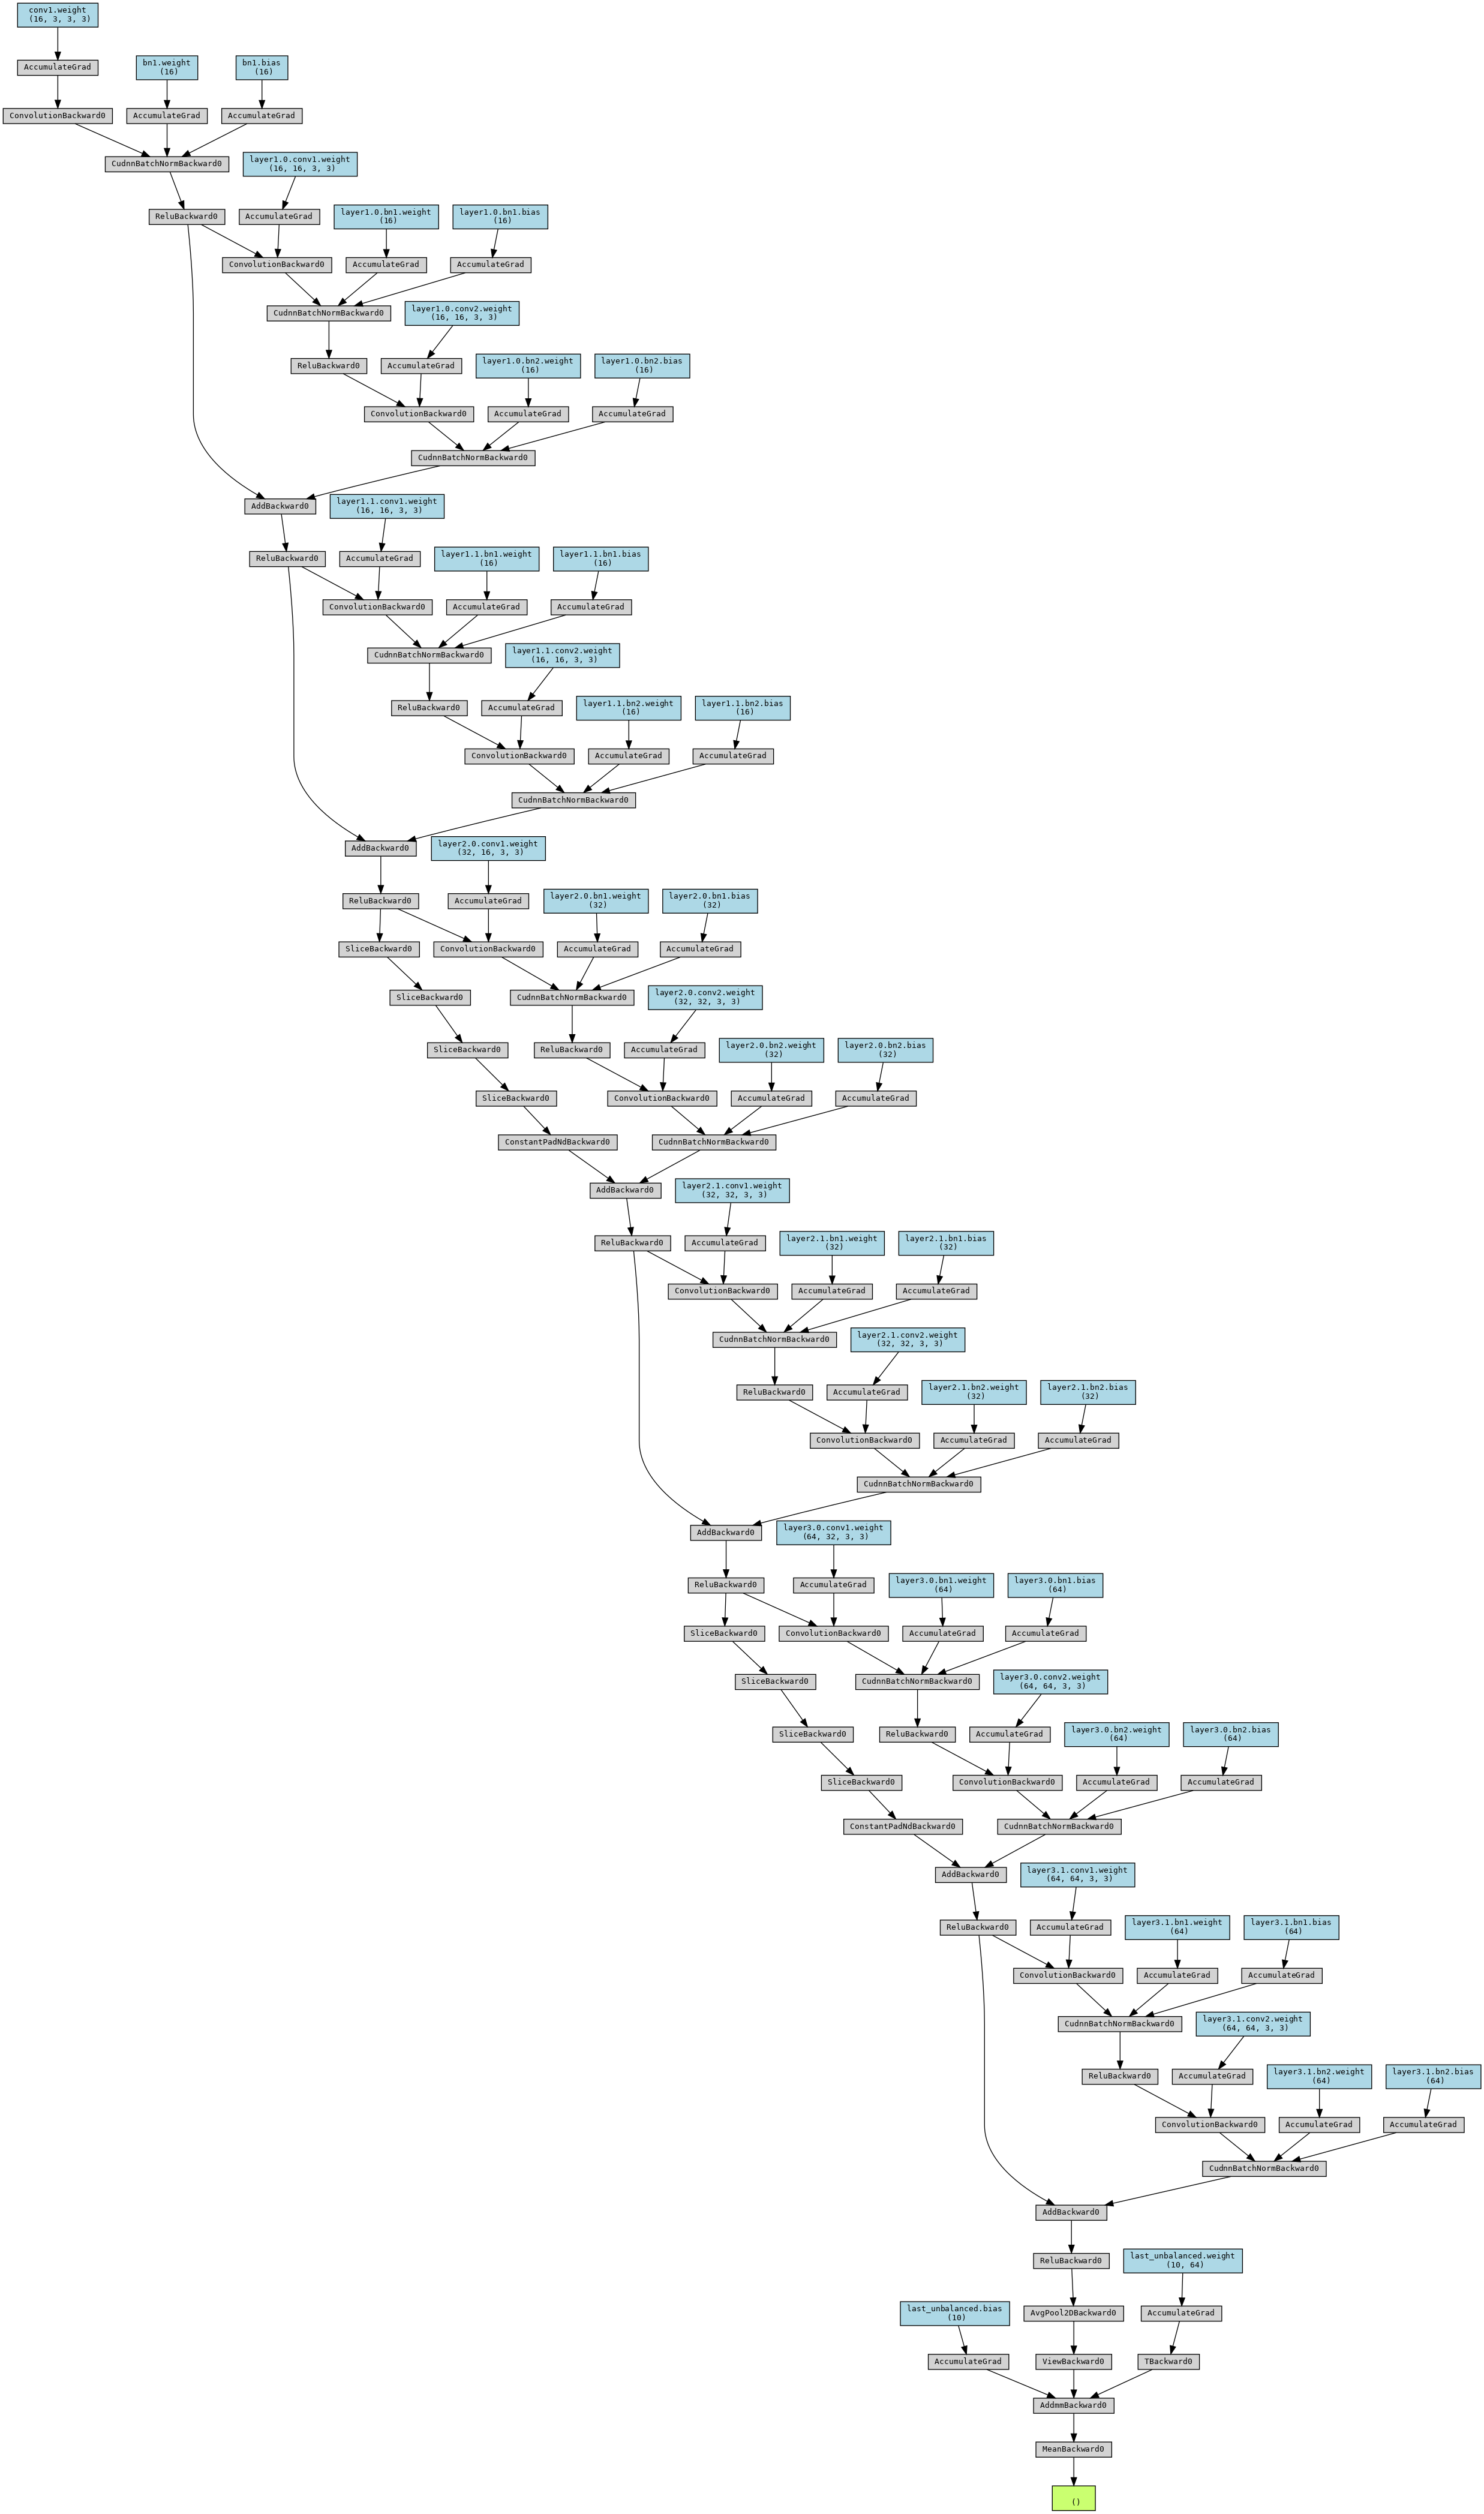 conv1.weight
(16, 3, 3, 3)
AccumulateGrad
bn1.weight
(16)
bn1.bias
(16)
ConvolutionBackward0
AccumulateGrad
AccumulateGrad
CudnnBatchNormBackward0
layer1.0.conv1.weight
(16, 16, 3, 3)
ReluBackward0
AccumulateGrad
layer1.0.bn1.weight
(16)
layer1.0.bn1.bias
(16)
ConvolutionBackward0
AccumulateGrad
AccumulateGrad
CudnnBatchNormBackward0
layer1.0.conv2.weight
(16, 16, 3, 3)
ReluBackward0
AccumulateGrad
layer1.0.bn2.weight
(16)
layer1.0.bn2.bias
(16)
ConvolutionBackward0
AccumulateGrad
AccumulateGrad
CudnnBatchNormBackward0
AddBackward0
layer1.1.conv1.weight
(16, 16, 3, 3)
ReluBackward0
AccumulateGrad
layer1.1.bn1.weight
(16)
layer1.1.bn1.bias
(16)
ConvolutionBackward0
AccumulateGrad
AccumulateGrad
CudnnBatchNormBackward0
layer1.1.conv2.weight
(16, 16, 3, 3)
ReluBackward0
AccumulateGrad
layer1.1.bn2.weight
(16)
layer1.1.bn2.bias
(16)
ConvolutionBackward0
AccumulateGrad
AccumulateGrad
CudnnBatchNormBackward0
AddBackward0
layer2.0.conv1.weight
(32, 16, 3, 3)
ReluBackward0
AccumulateGrad
layer2.0.bn1.weight
(32)
layer2.0.bn1.bias
(32)
SliceBackward0
ConvolutionBackward0
AccumulateGrad
AccumulateGrad
SliceBackward0
CudnnBatchNormBackward0
layer2.0.conv2.weight
(32, 32, 3, 3)
SliceBackward0
ReluBackward0
AccumulateGrad
layer2.0.bn2.weight
(32)
layer2.0.bn2.bias
(32)
SliceBackward0
ConvolutionBackward0
AccumulateGrad
AccumulateGrad
ConstantPadNdBackward0
CudnnBatchNormBackward0
AddBackward0
layer2.1.conv1.weight
(32, 32, 3, 3)
ReluBackward0
AccumulateGrad
layer2.1.bn1.weight
(32)
layer2.1.bn1.bias
(32)
ConvolutionBackward0
AccumulateGrad
AccumulateGrad
CudnnBatchNormBackward0
layer2.1.conv2.weight
(32, 32, 3, 3)
ReluBackward0
AccumulateGrad
layer2.1.bn2.weight
(32)
layer2.1.bn2.bias
(32)
ConvolutionBackward0
AccumulateGrad
AccumulateGrad
CudnnBatchNormBackward0
AddBackward0
layer3.0.conv1.weight
(64, 32, 3, 3)
ReluBackward0
AccumulateGrad
layer3.0.bn1.weight
(64)
layer3.0.bn1.bias
(64)
SliceBackward0
ConvolutionBackward0
AccumulateGrad
AccumulateGrad
SliceBackward0
CudnnBatchNormBackward0
layer3.0.conv2.weight
(64, 64, 3, 3)
SliceBackward0
ReluBackward0
AccumulateGrad
layer3.0.bn2.weight
(64)
layer3.0.bn2.bias
(64)
SliceBackward0
ConvolutionBackward0
AccumulateGrad
AccumulateGrad
ConstantPadNdBackward0
CudnnBatchNormBackward0
AddBackward0
layer3.1.conv1.weight
(64, 64, 3, 3)
ReluBackward0
AccumulateGrad
layer3.1.bn1.weight
(64)
layer3.1.bn1.bias
(64)
ConvolutionBackward0
AccumulateGrad
AccumulateGrad
CudnnBatchNormBackward0
layer3.1.conv2.weight
(64, 64, 3, 3)
ReluBackward0
AccumulateGrad
layer3.1.bn2.weight
(64)
layer3.1.bn2.bias
(64)
ConvolutionBackward0
AccumulateGrad
AccumulateGrad
CudnnBatchNormBackward0
AddBackward0
ReluBackward0
last_unbalanced.weight
(10, 64)
last_unbalanced.bias
(10)
AvgPool2DBackward0
AccumulateGrad
AccumulateGrad
ViewBackward0
TBackward0
AddmmBackward0
MeanBackward0
()